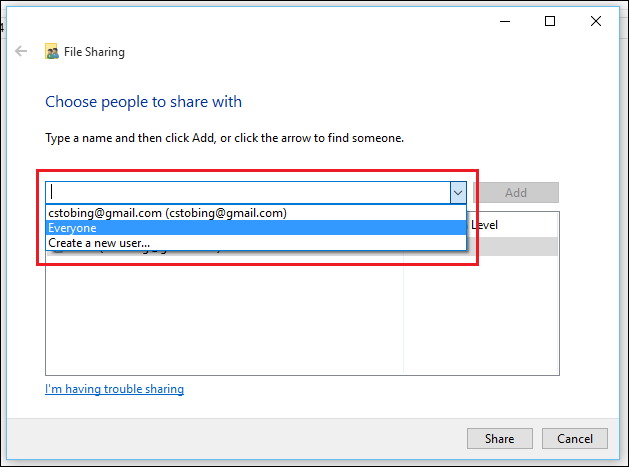 File Sharing
Choose people to share with
Type a name and then click Add, or click the arrow to find someone.
Add
cstobing@gmail.com (cstobing@gmail.com)
Level
Everyone
Create a new user...
I'm having trouble sharing
Share
Cancel